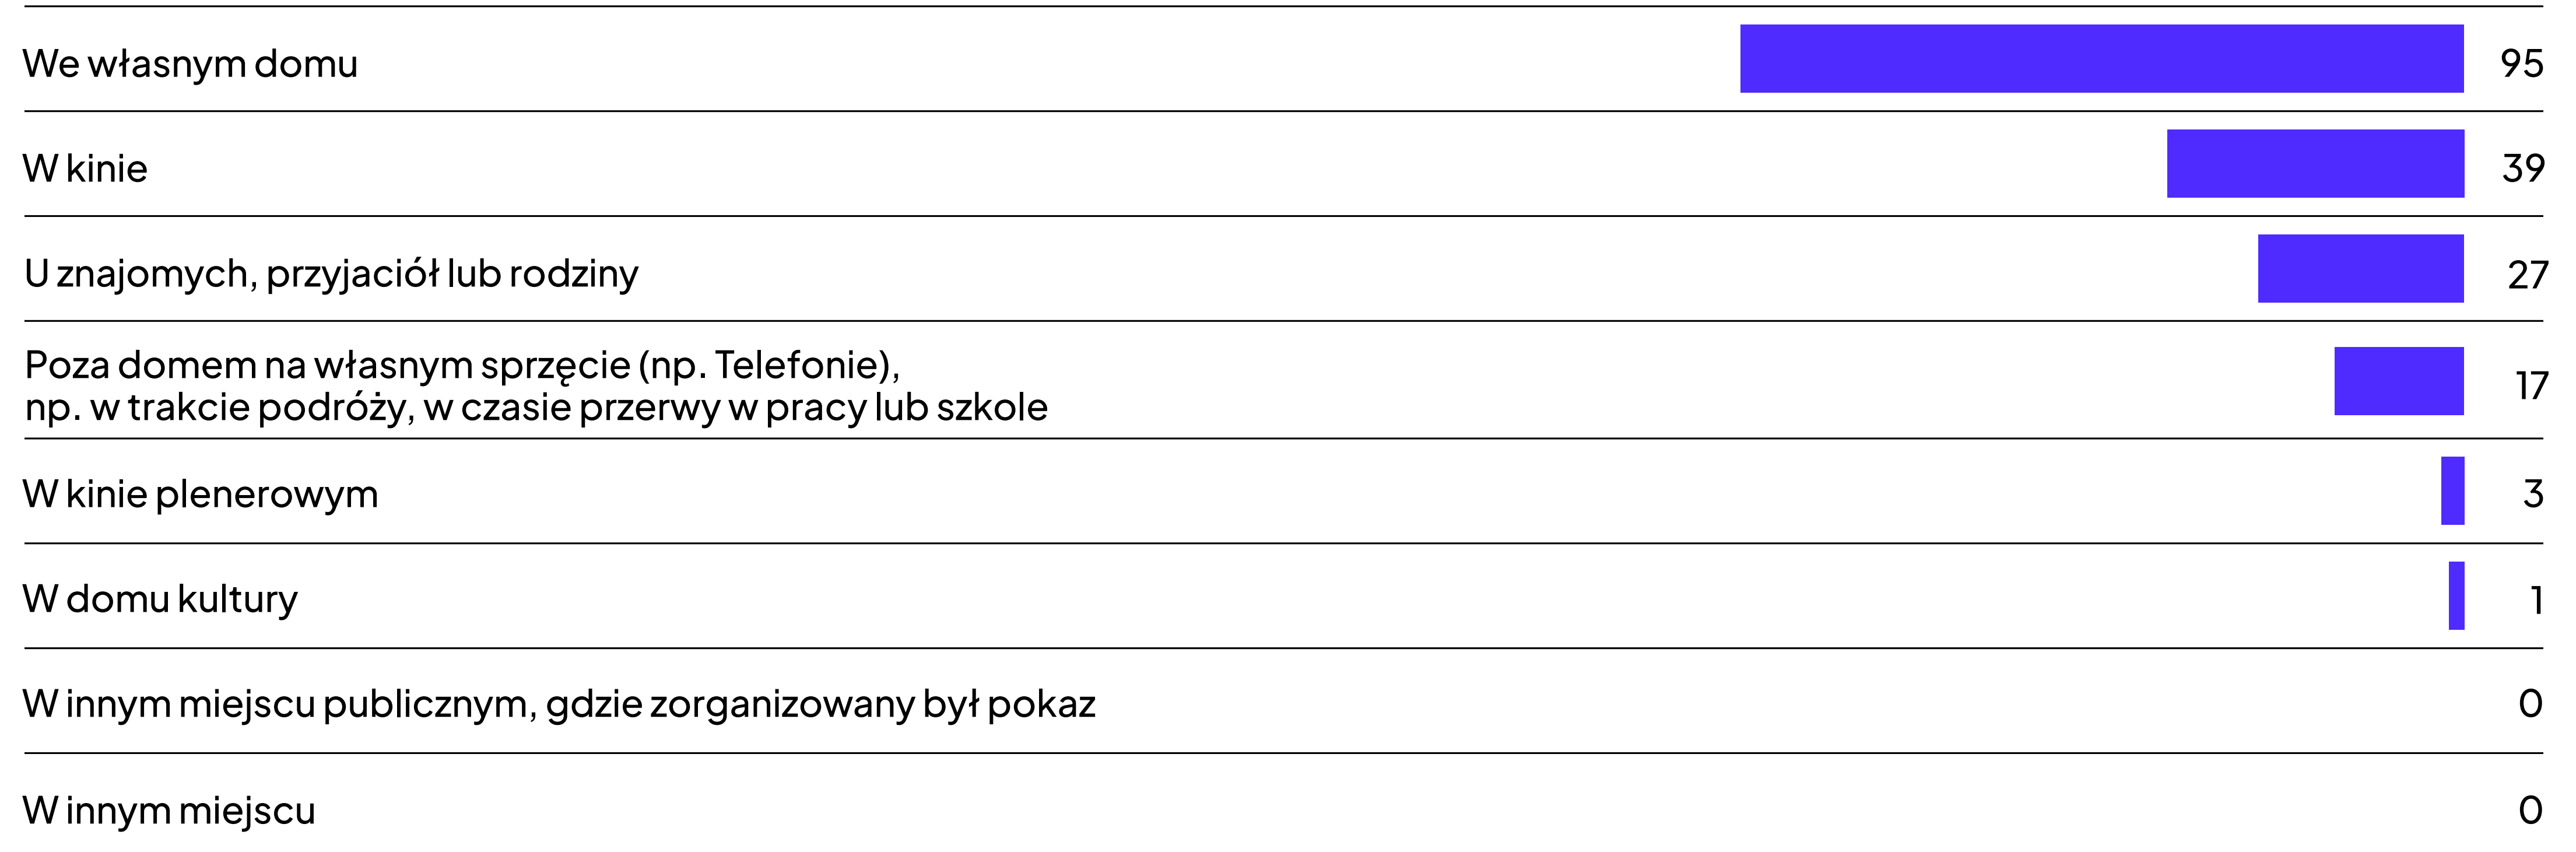 We własnym domu 95
W kinie 39
U znajomych, przyjaciół lub rodziny 27
Poza domem na własnym sprzęcie (np. Telefonie),
np. w trakcie podróży, w czasie przerwy w pracy lub szkole 17
W kinie plenerowym 3
W domu kultury 1
W innym miejscu publicznym, gdzie zorganizowany był pokaz 0
W innym miejscu 0